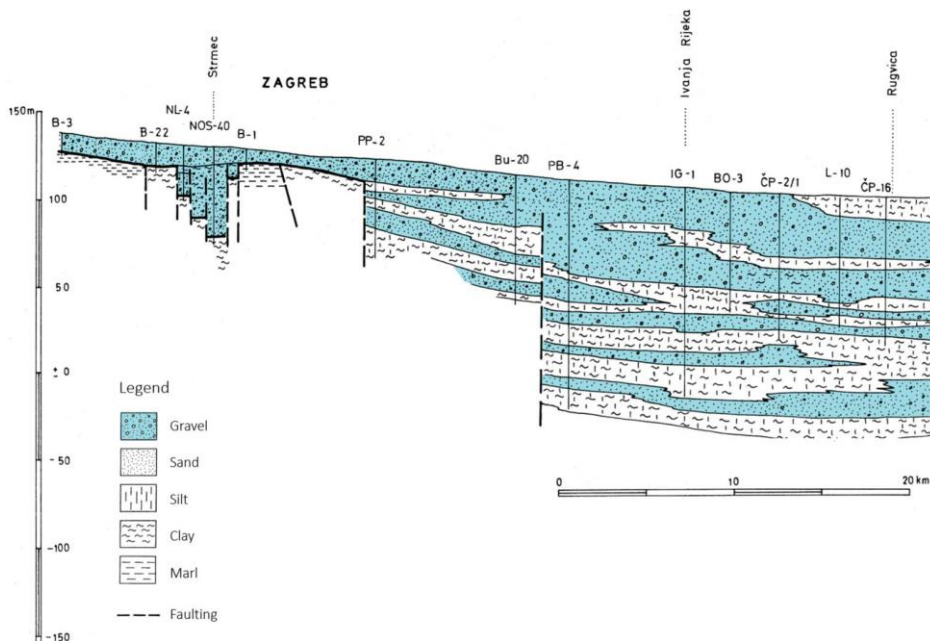 Strmec
ZAGREB
Ivanja Rijeka
Rugvica
150m
B-3
B-22
NL-4
NOS-40
B-1
PP-2
Bu-20
PB-4
IG-1
BO-3
ČP-2/1
L-10
ČP-16
100
50
± 0
-50
-100
-150
Legend
Gravel
Sand
Silt
Clay
Marl
Faulting
0 10 20 km